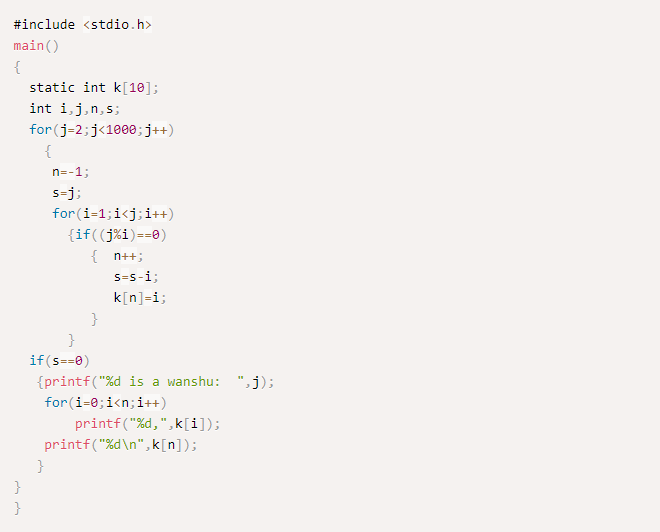 #include <stdio.h>
main()
{
  static int k[10];
  int i,j,n,s;
  for(j=2;j<1000;j++)
    {
     n=-1;
     s=j;
     for(i=1;i<j;i++)
       {if((j%i)==0)
          {  n++;
             s=s-i;
             k[n]=i;
          }
       }
  if(s==0)
   {printf("%d is a wanshu:  ",j);
    for(i=0;i<n;i++)
        printf("%d,",k[i]);
    printf("%d\n",k[n]);
   }
}
}